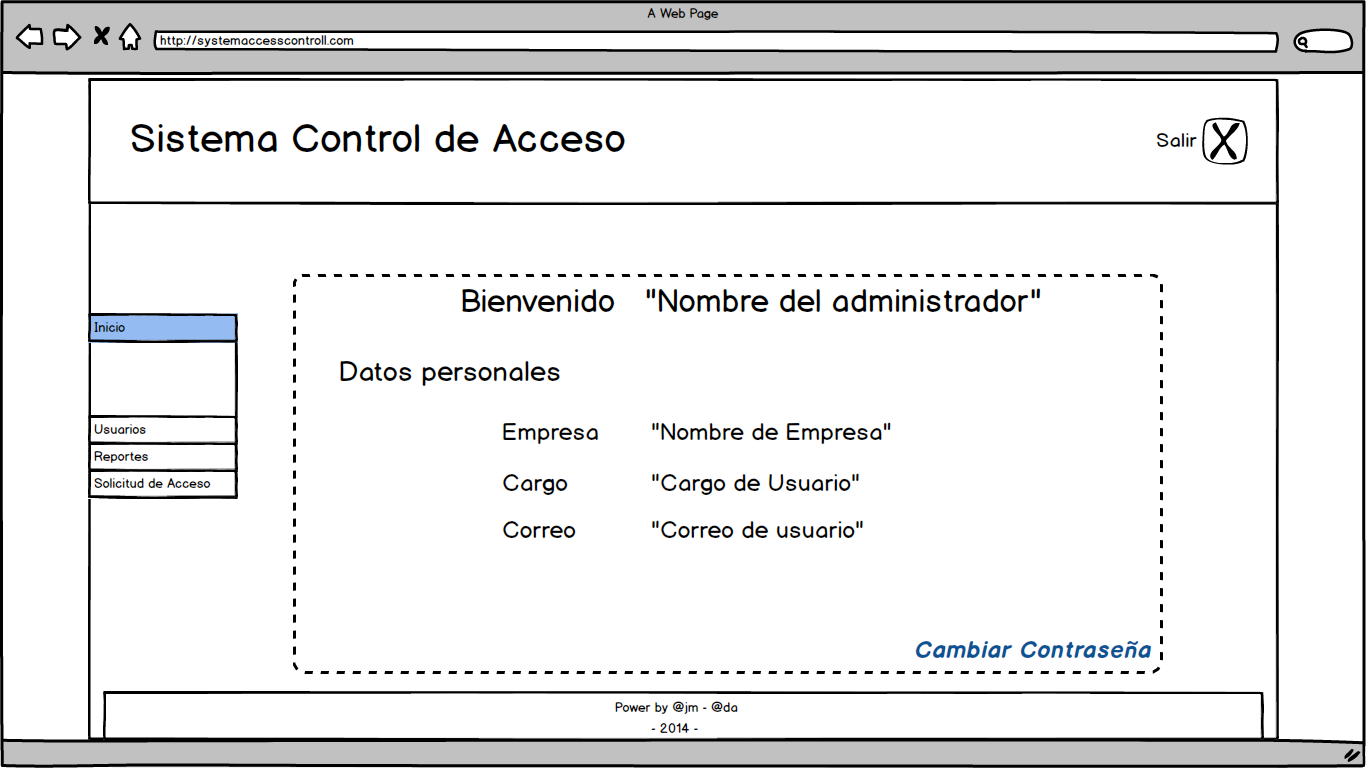 A Web Page
http://systemaccesscontroll.com
Sistema Control de Acceso
Salir
Bienvenido "Nombre del administrador"
Inicio
Datos personales
Usuarios
Reportes
Solicitud de Acceso
Empresa "Nombre de Empresa"
Cargo "Cargo de Usuario"
Correo "Correo de usuario"
Cambiar Contraseña
Power by @jm - @da
- 2014 -